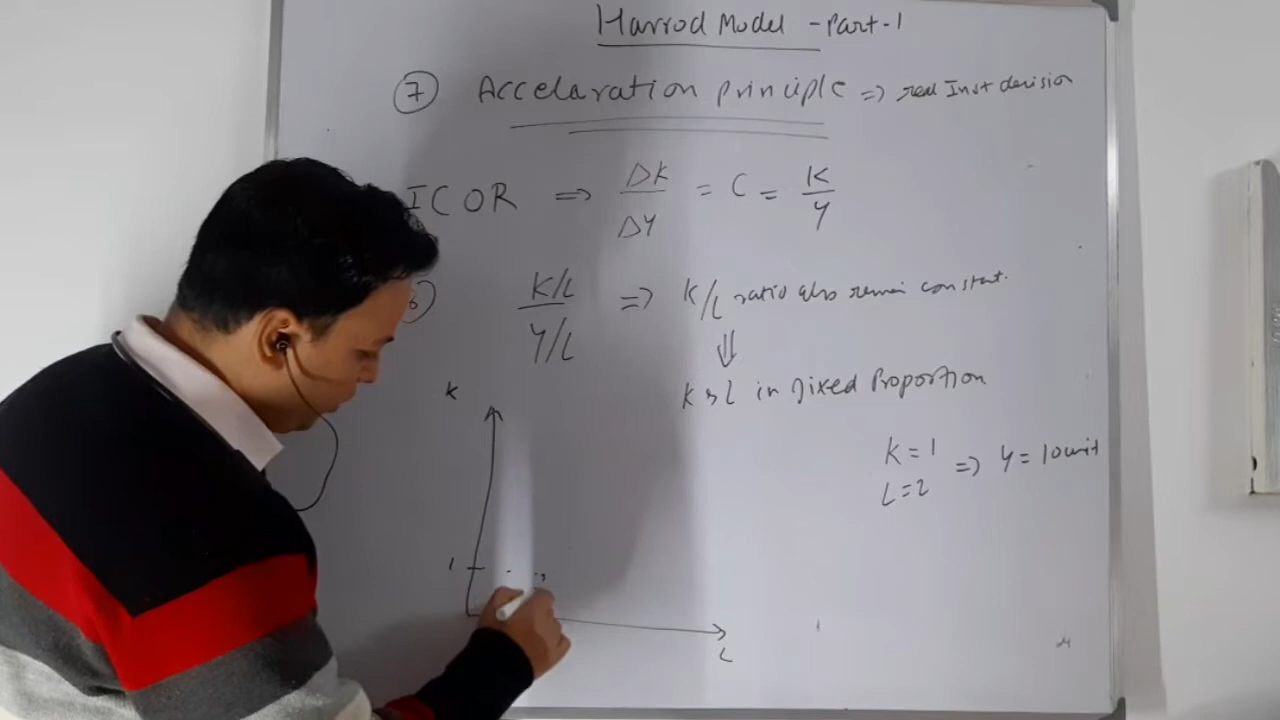 Harrod Model - Part-1
7 Accelaration principle => real Inst decision
ICOR => ΔK/ΔY = C = K/Y
K/L / Y/L => K/L ratio also remain constant.
⇓
K & L in fixed Proportion
K
K = 1
L = 2 => Y = 10 unit
1
L